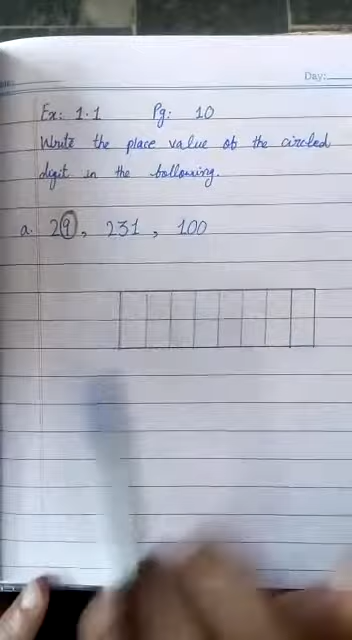 Day:
Ex: 1.1 Pg: 10
Write the place value of the circled
digit in the following.
a. 29, 231, 100